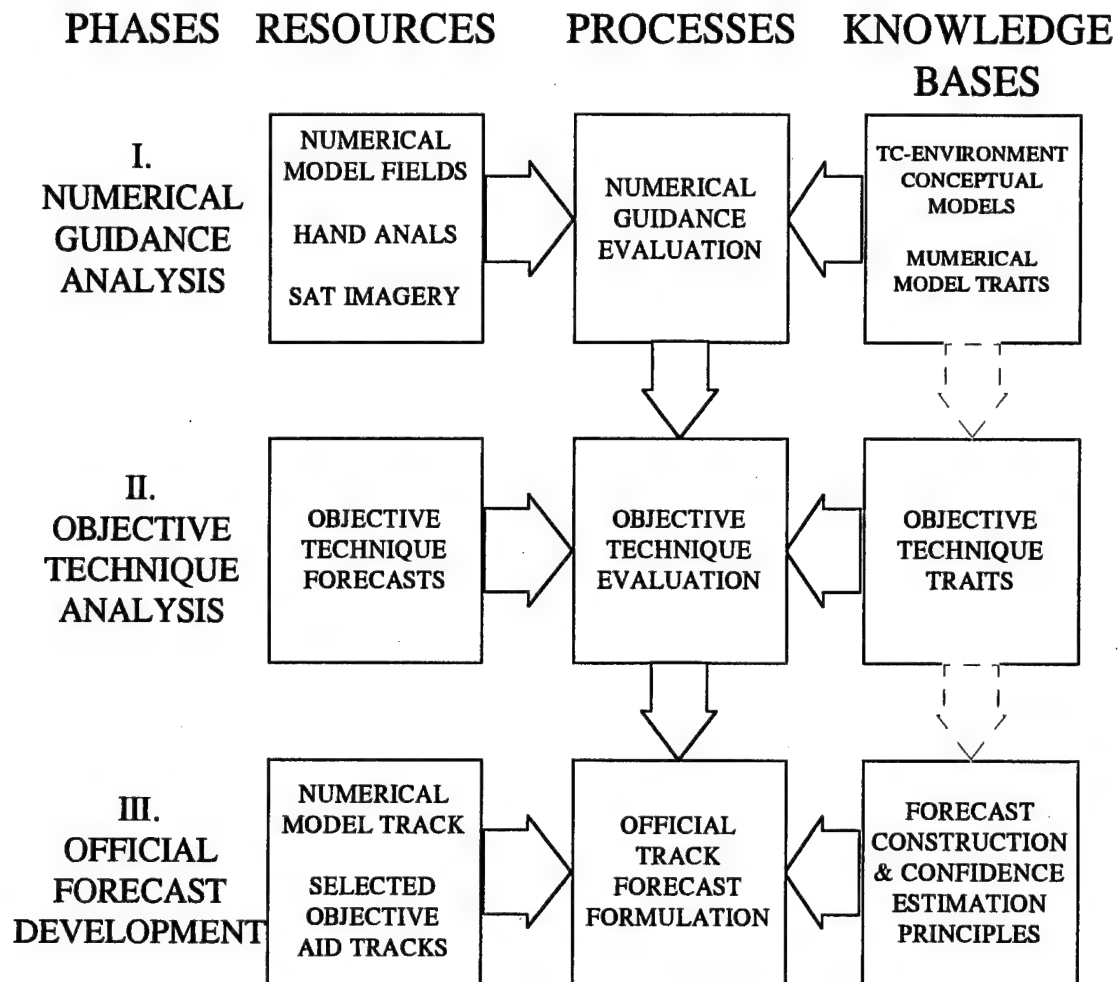 PHASES RESOURCES PROCESSES KNOWLEDGE
BASES
I.
NUMERICAL
GUIDANCE
ANALYSIS
NUMERICAL
MODEL FIELDS
HAND ANALS
SAT IMAGERY
NUMERICAL
GUIDANCE
EVALUATION
TC-ENVIRONMENT
CONCEPTUAL
MODELS
MUMERICAL
MODEL TRAITS
II.
OBJECTIVE
TECHNIQUE
ANALYSIS
OBJECTIVE
TECHNIQUE
FORECASTS
OBJECTIVE
TECHNIQUE
EVALUATION
OBJECTIVE
TECHNIQUE
TRAITS
III.
OFFICIAL
FORECAST
DEVELOPMENT
NUMERICAL
MODEL TRACK
SELECTED
OBJECTIVE
AID TRACKS
OFFICIAL
TRACK
FORECAST
FORMULATION
FORECAST
CONSTRUCTION
& CONFIDENCE
ESTIMATION
PRINCIPLES